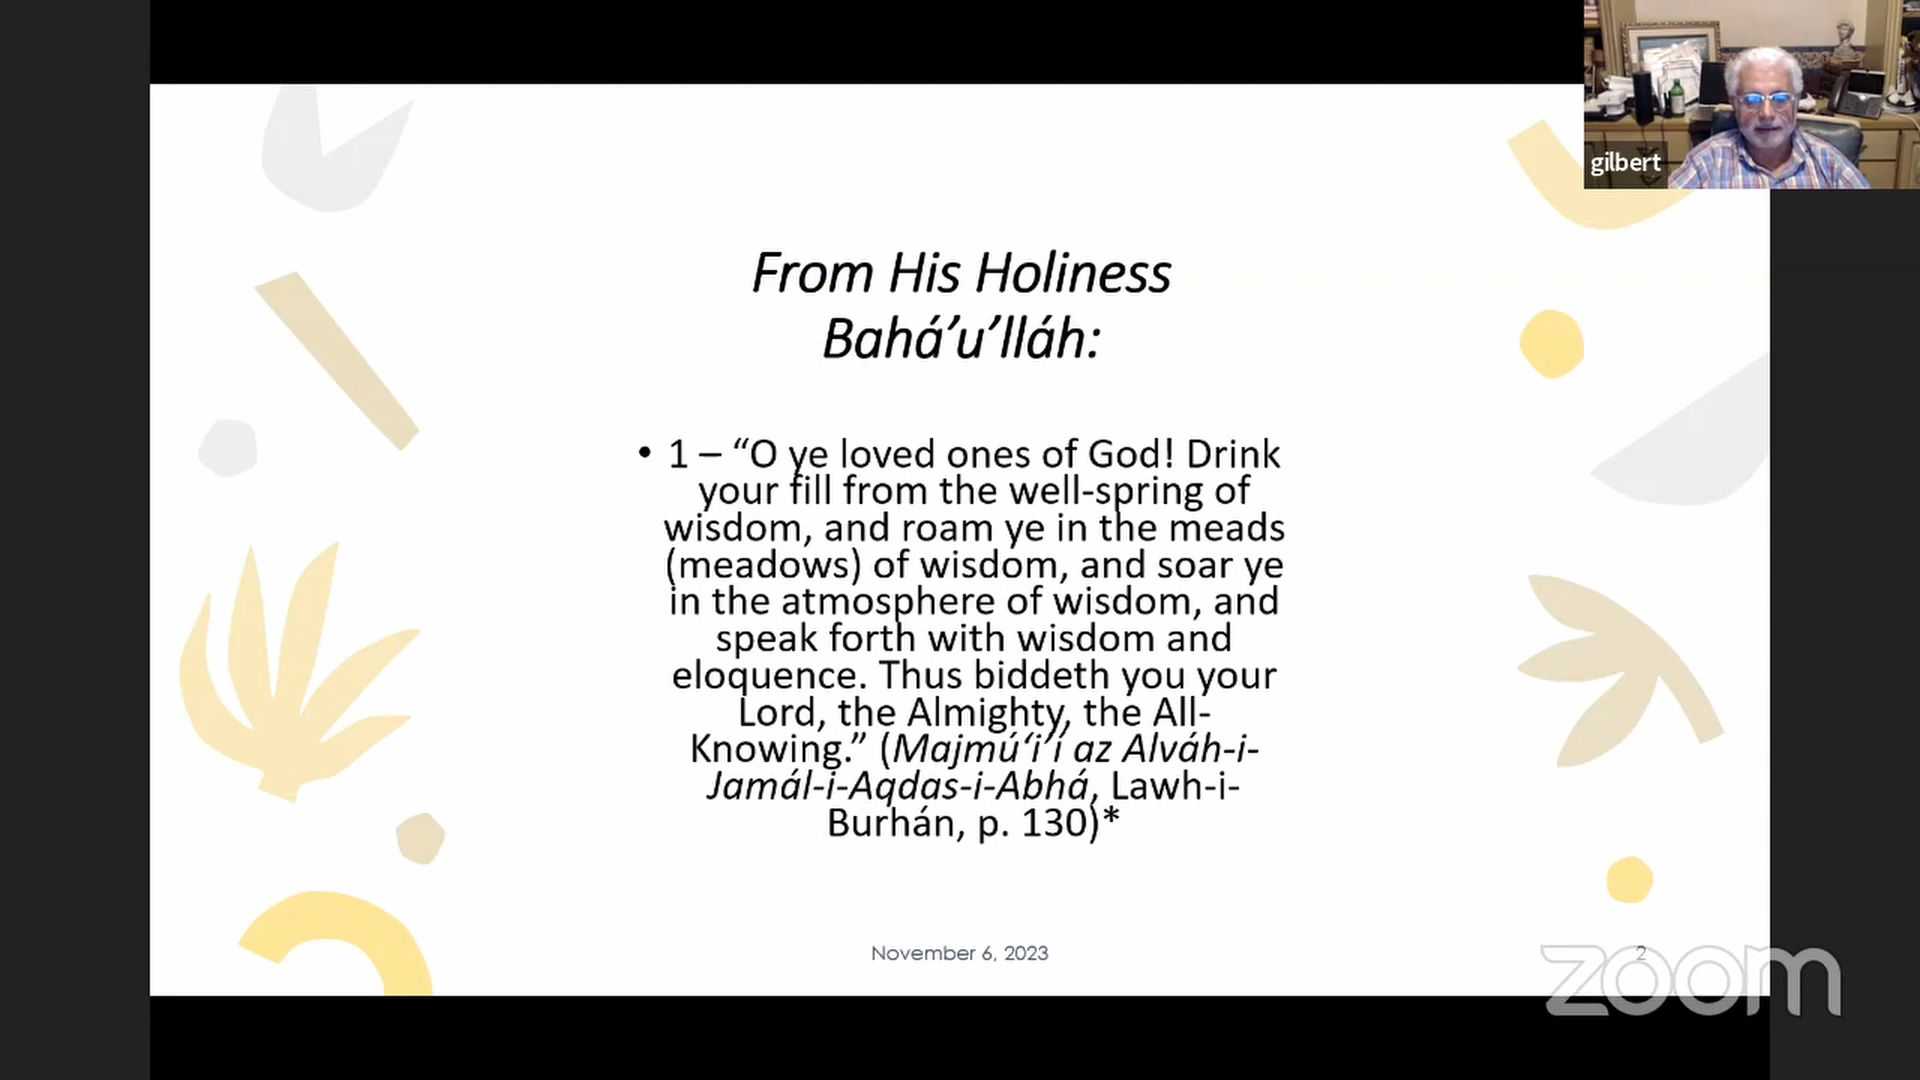 gilbert
From His Holiness
Bahá’u’lláh:
• 1 – “O ye loved ones of God! Drink
your fill from the well-spring of
wisdom, and roam ye in the meads
(meadows) of wisdom, and soar ye
in the atmosphere of wisdom, and
speak forth with wisdom and
eloquence. Thus biddeth you your
Lord, the Almighty, the All-
Knowing.” (Majmú‘i’í az Alváh-i-
Jamál-i-Aqdas-i-Abhá, Lawh-i-
Burhán, p. 130)*
November 6, 2023
2
zoom